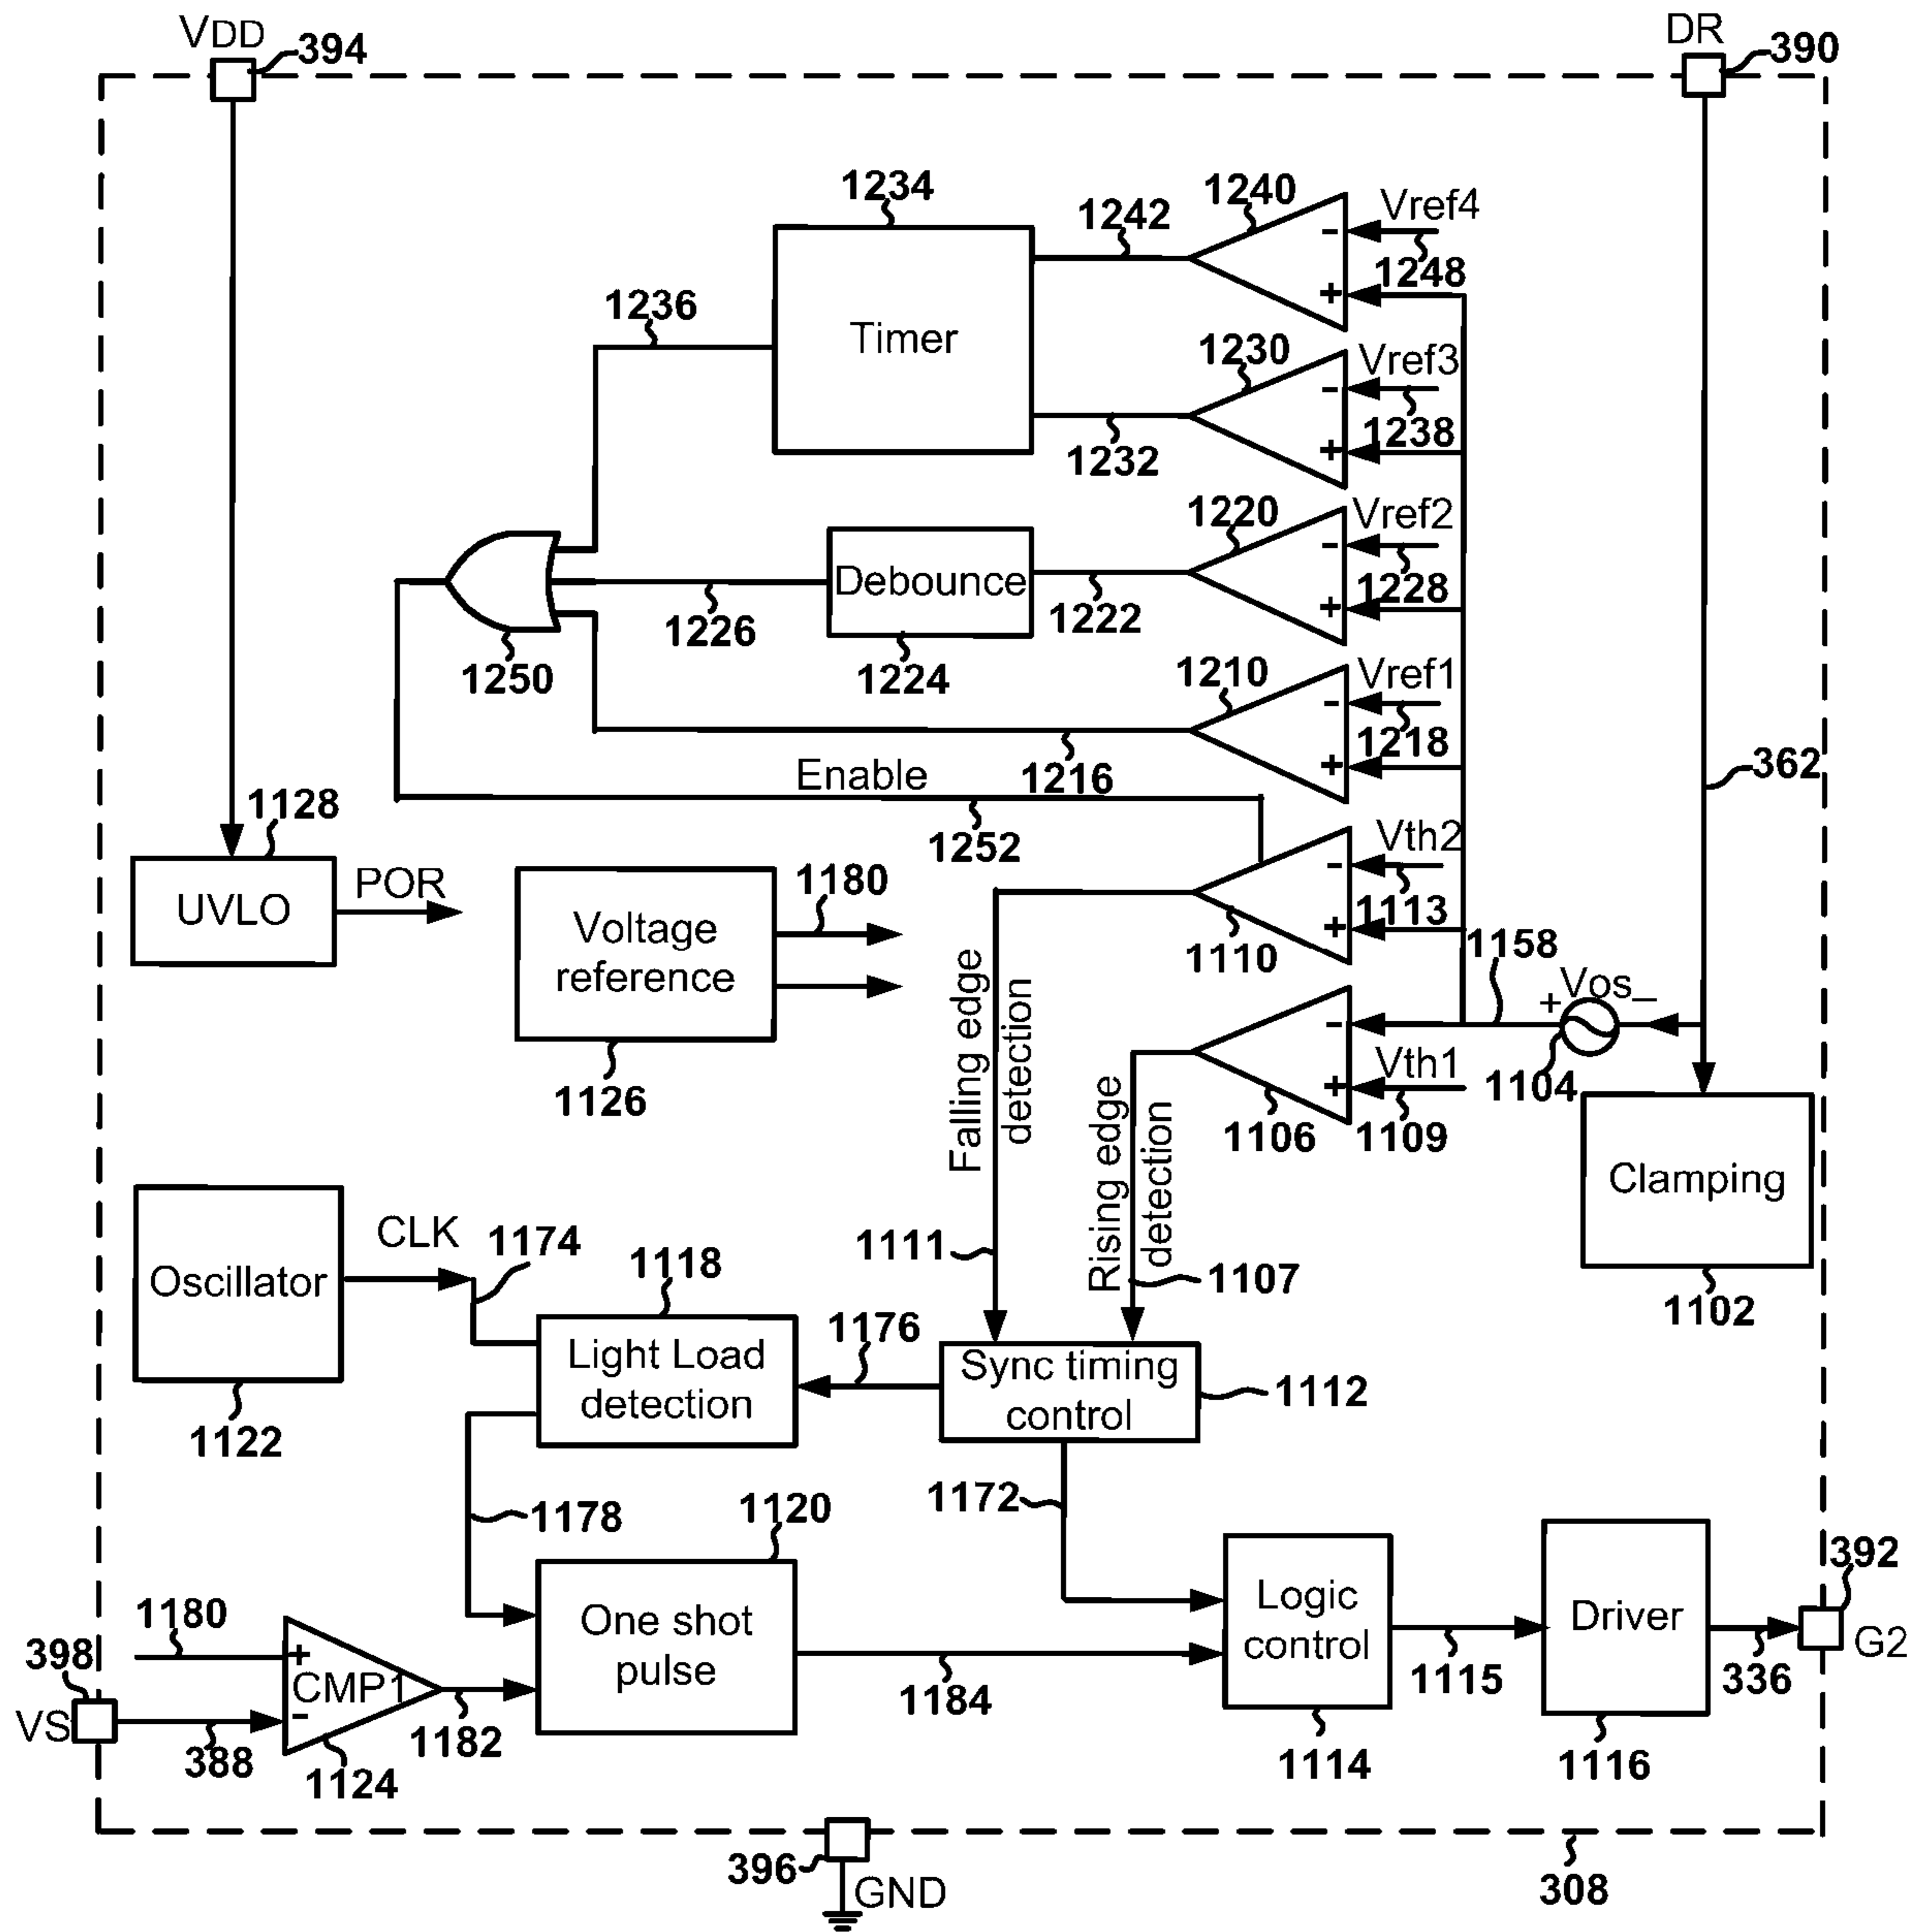 VDD
394
DR
390
1234
1242
1240
Vref4
-
1248
+
1236
Timer
1230
Vref3
-
1238
+
1232
1220
Vref2
-
1228
+
Debounce
1222
1226
1224
1250
1210
Vref1
-
1218
+
1216
Enable
362
1252
1128
UVLO
POR
Voltage
reference
1180
1126
Vth2
-
1113
+
1110
1158
+
Vos_
1104
-
Vth1
+
1106
1109
Falling edge
detection
Rising edge
detection
Clamping
1102
1111
1107
Oscillator
CLK
1174
1122
1118
Light Load
detection
1176
Sync timing
control
1112
1178
1120
1172
One shot
pulse
1180
398
VS
+
CMP1
-
388
1124
1182
1184
Logic
control
1114
1115
Driver
1116
336
392
G2
396
GND
308